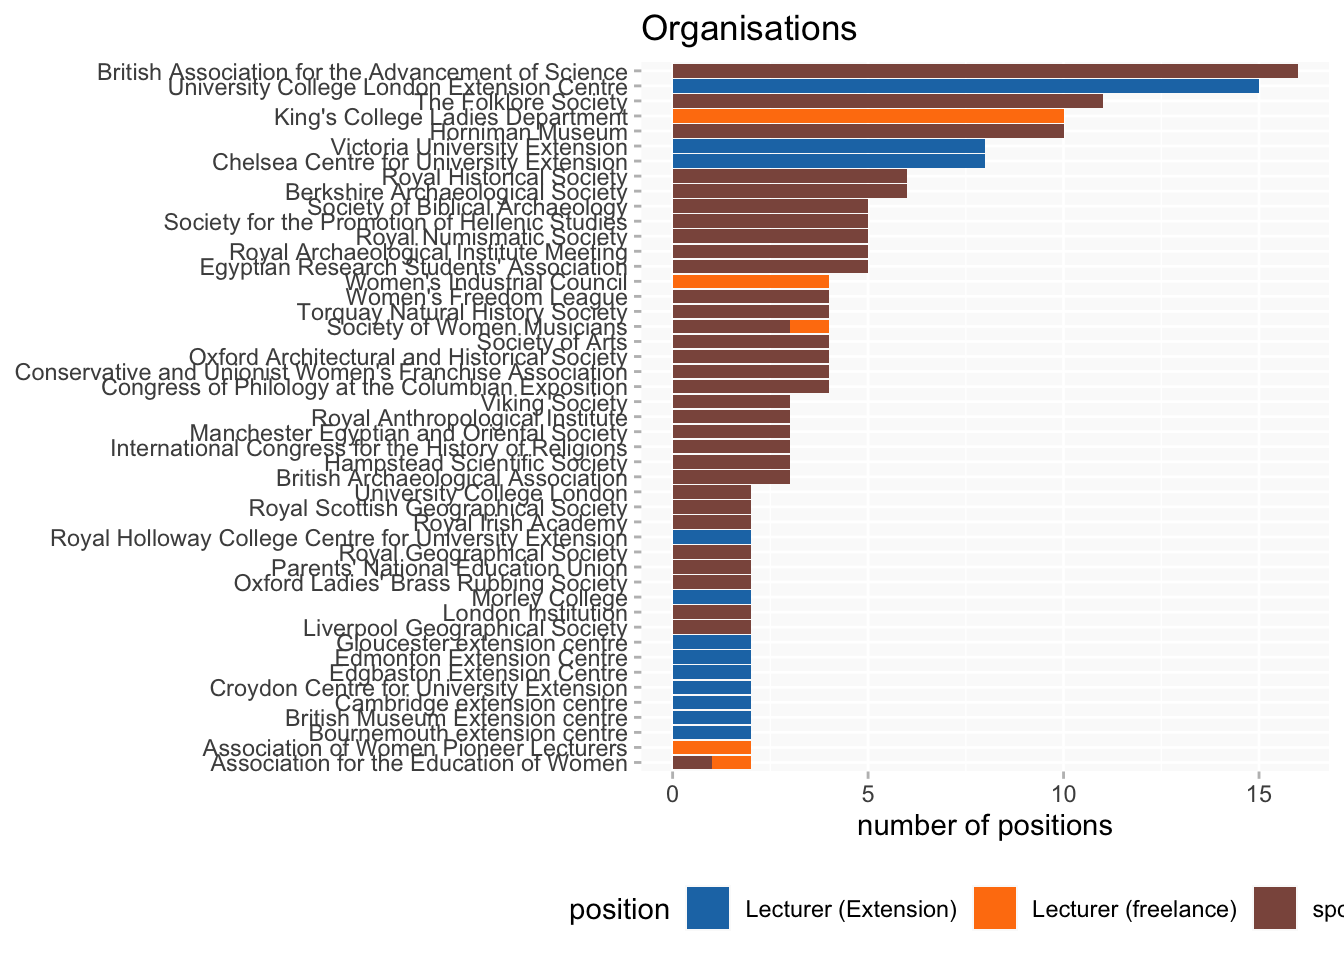 Organisations
British Association for the Advancement of Science
University College London Extension Centre
The Folklore Society
King's College Ladies Department
Horniman Museum
Victoria University Extension
Chelsea Centre for University Extension
Royal Historical Society
Berkshire Archaeological Society
Society of Biblical Archaeology
Society for the Promotion of Hellenic Studies
Royal Numismatic Society
Royal Archaeological Institute Meeting
Egyptian Research Students' Association
Women's Industrial Council
Women's Freedom League
Torquay Natural History Society
Society of Women Musicians
Society of Arts
Oxford Architectural and Historical Society
Conservative and Unionist Women's Franchise Association
Congress of Philology at the Columbian Exposition
Viking Society
Royal Anthropological Institute
Manchester Egyptian and Oriental Society
International Congress for the History of Religions
Hampstead Scientific Society
British Archaeological Association
University College London
Royal Scottish Geographical Society
Royal Irish Academy
Royal Holloway College Centre for University Extension
Royal Geographical Society
Parents' National Education Union
Oxford Ladies' Brass Rubbing Society
Morley College
London Institution
Liverpool Geographical Society
Gloucester extension centre
Edmonton Extension Centre
Edgbaston Extension Centre
Croydon Centre for University Extension
Cambridge extension centre
British Museum Extension centre
Bournemouth extension centre
Association of Women Pioneer Lecturers
Association for the Education of Women
0 5 10 15
number of positions
position Lecturer (Extension) Lecturer (freelance)